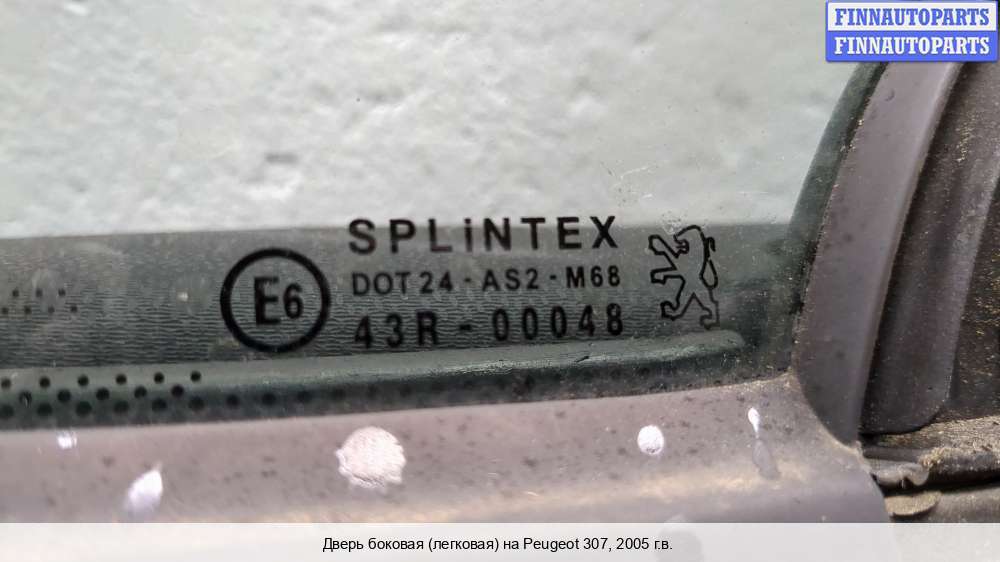 FINNAUTOPARTS
FINNAUTOPARTS
SPLiNTEX
E6
DOT 24 - AS2 - M68
43R - 00048
Дверь боковая (легковая) на Peugeot 307, 2005 г.в.